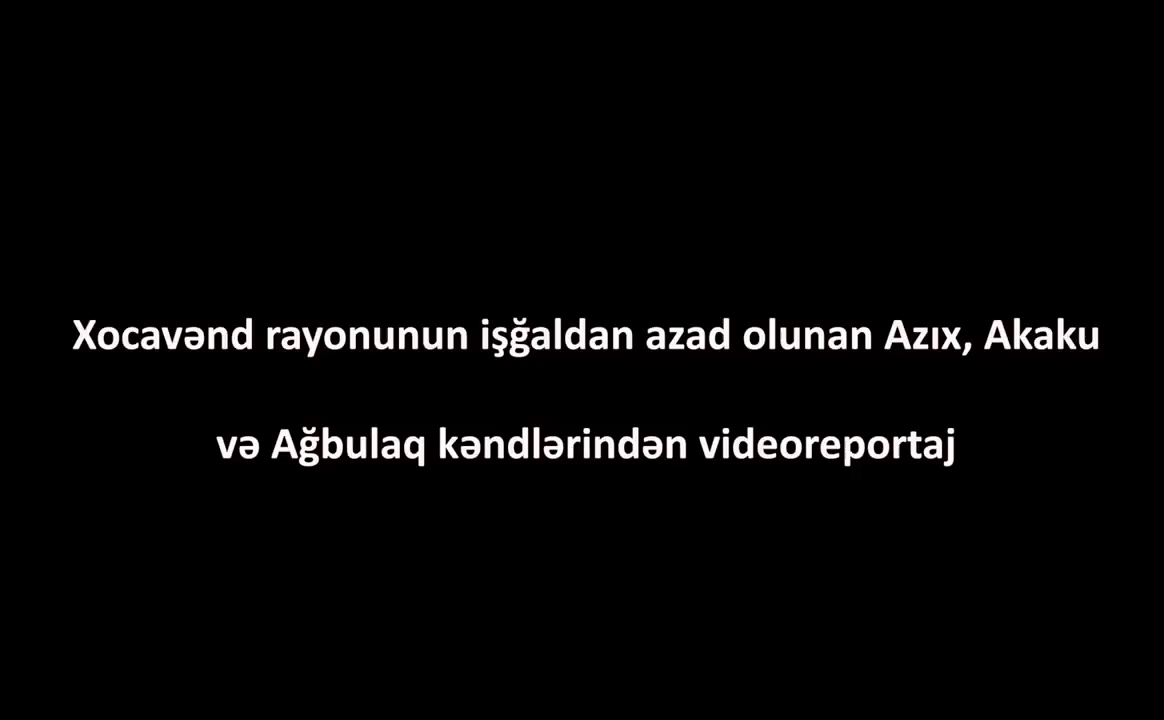 Xocavənd rayonunun işğaldan azad olunan Azıx, Akaku
və Ağbulaq kəndlərindən videoreportaj